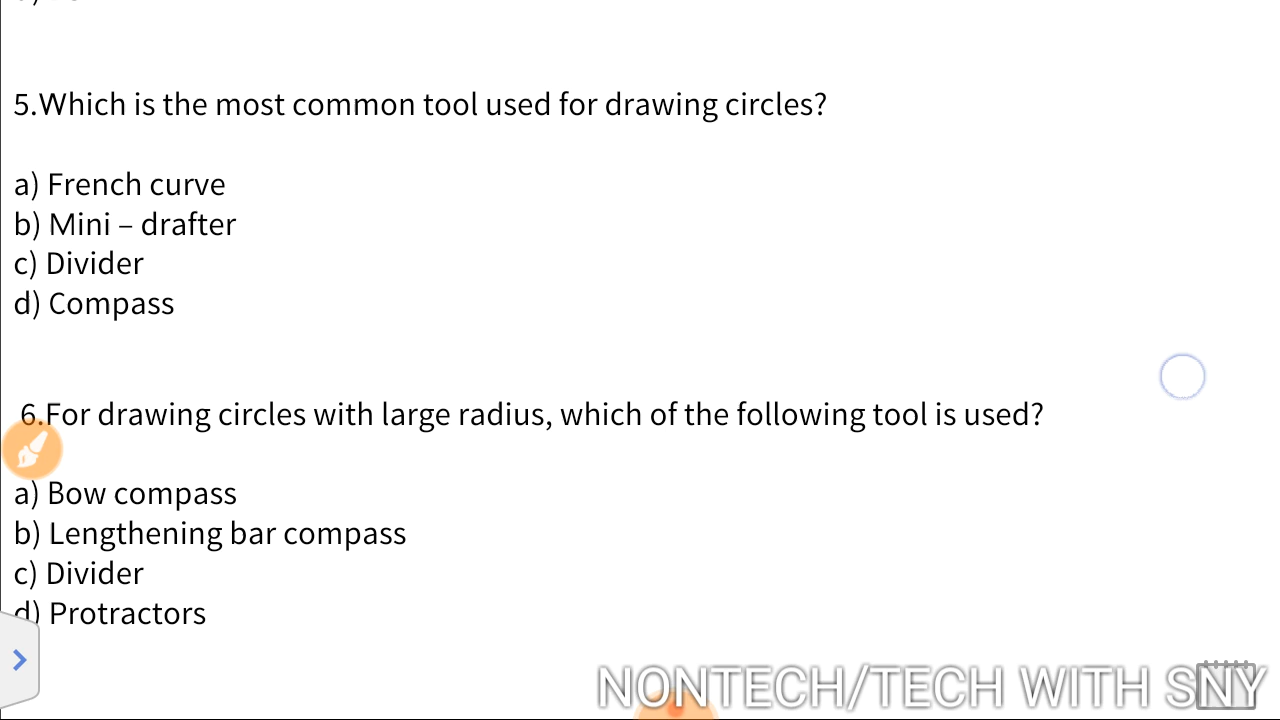 5.Which is the most common tool used for drawing circles?
a) French curve
b) Mini – drafter
c) Divider
d) Compass
6.For drawing circles with large radius, which of the following tool is used?
a) Bow compass
b) Lengthening bar compass
c) Divider
d) Protractors
NONTECH/TECH WITH SNY